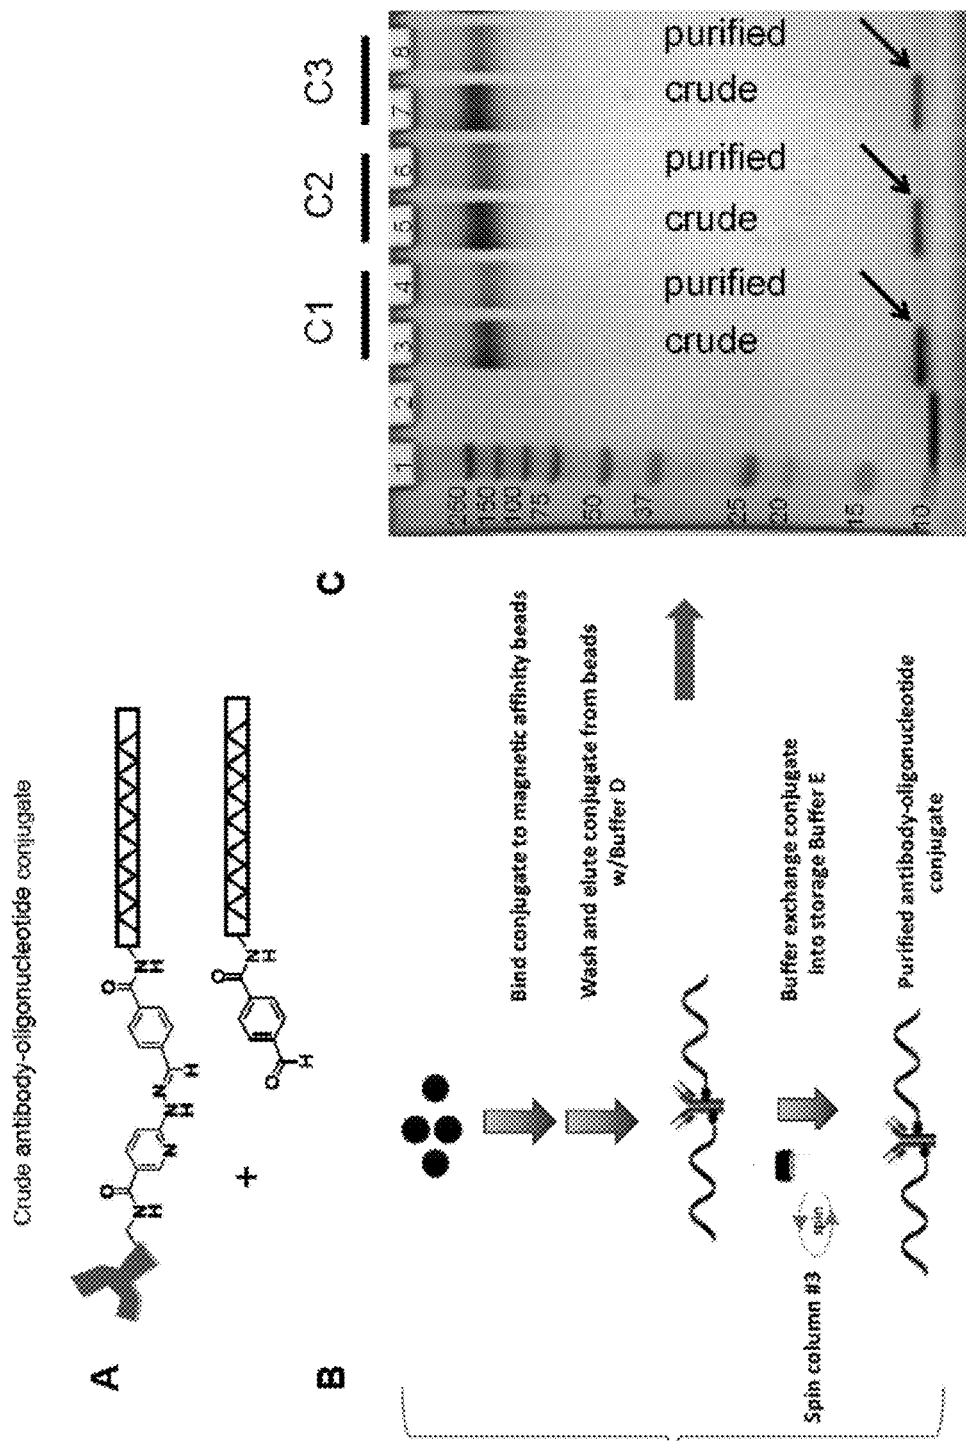 Crude antibody-oligonucleotide conjugate
A
O
N
H
N
N
H
N
H
O
N
H
+
O
H
O
N
H
B
Bind conjugate to magnetic affinity beads
Wash and elute conjugate from beads
w/Buffer D
Spin column #3
spin
Buffer exchange conjugate
into storage Buffer E
Purified antibody-oligonucleotide
conjugate
C
C1
C2
C3
1
2
3
4
5
6
7
8
100
75
50
37
25
20
15
10
crude
purified
crude
purified
crude
purified